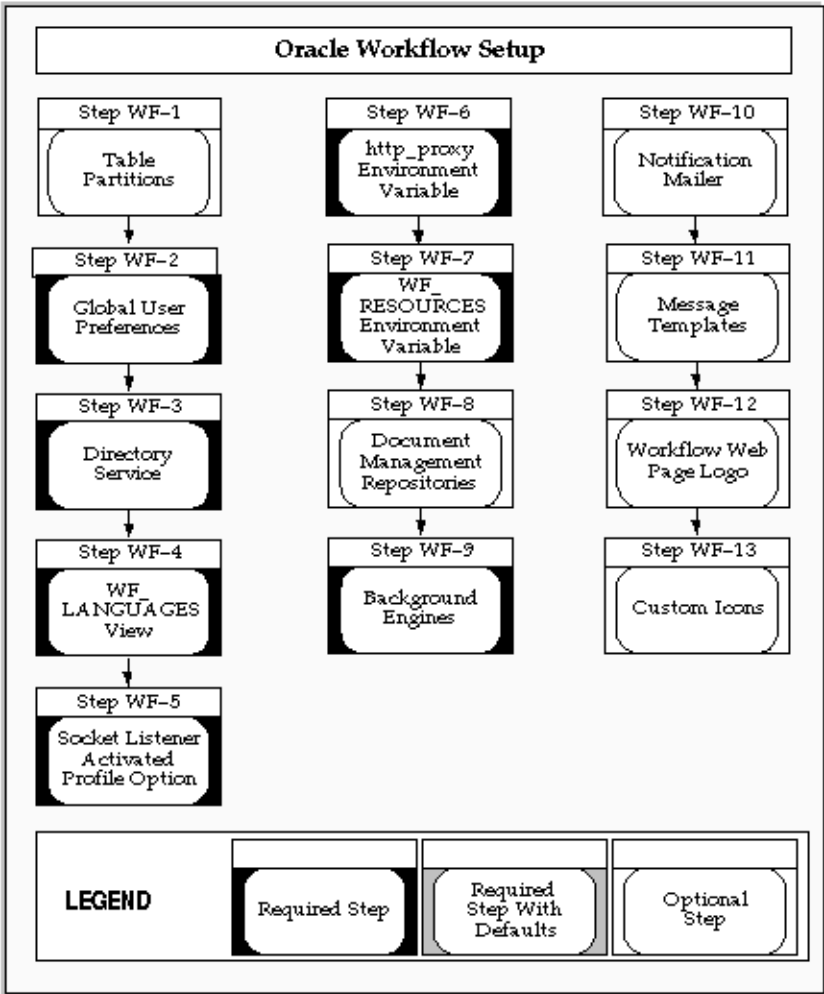 Oracle Workflow Setup
Step WF-1
Table
Partitions
Step WF-2
Global User
Preferences
Step WF-3
Directory
Service
Step WF-4
WF_
LANGUAGES
View
Step WF-5
Socket Listener
Activated
Profile Option
Step WF-6
http_proxy
Environment
Variable
Step WF-7
WF_
RESOURCES
Environment
Variable
Step WF-8
Document
Management
Repositories
Step WF-9
Background
Engines
Step WF-10
Notification
Mailer
Step WF-11
Message
Templates
Step WF-12
Workflow Web
Page Logo
Step WF-13
Custom Icons
LEGEND
Required Step
Required
Step With
Defaults
Optional
Step